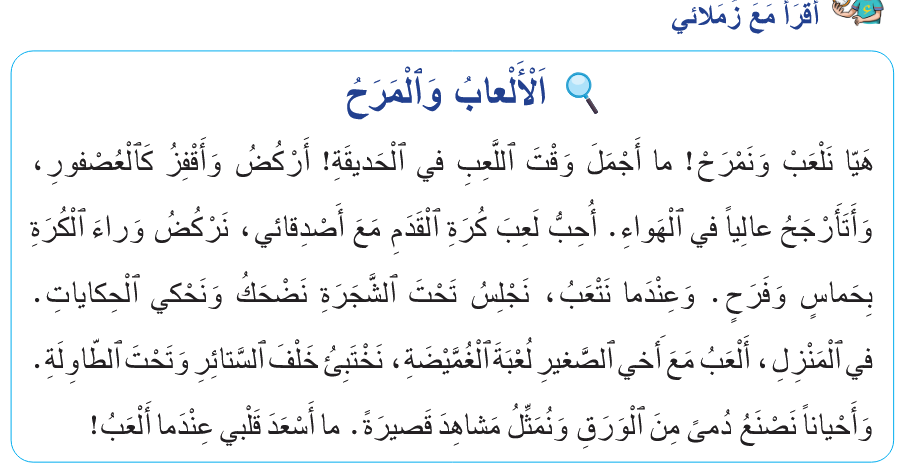 أَقْرَأُ مَعَ زُمَلائي
اَلْأَلْعابُ وَٱلْمَرَحُ
هَيّا نَلْعَبْ وَنَمْرَحْ! ما أَجْمَلَ وَقْتَ ٱللَّعِبِ في ٱلْحَديقَةِ! أَرْكُضُ وَأَقْفِزُ كَٱلْعُصْفورِ،
وَأَتَأَرْجَحُ عالِياً في ٱلْهَواءِ. أُحِبُّ لَعِبَ كُرَةِ ٱلْقَدَمِ مَعَ أَصْدِقائي، نَرْكُضُ وَراءَ ٱلْكُرَةِ
بِحَماسٍ وَفَرَحٍ. وَعِنْدَما نَتْعَبُ، نَجْلِسُ تَحْتَ ٱلشَّجَرَةِ نَضْحَكُ وَنَحْكي ٱلْحِكاياتِ.
في ٱلْمَنْزِلِ، أَلْعَبُ مَعَ أَخي ٱلصَّغيرِ لُعْبَةَ ٱلْغُمَّيْضَةِ، نَخْتَبِئُ خَلْفَ ٱلسَّتائِرِ وَتَحْتَ ٱلطّاوِلَةِ.
وَأَحْياناً نَصْنَعُ دُمىً مِنَ ٱلْوَرَقِ وَنُمَثِّلُ مَشاهِدَ قَصيرَةً. ما أَسْعَدَ قَلْبي عِنْدَما أَلْعَبُ!